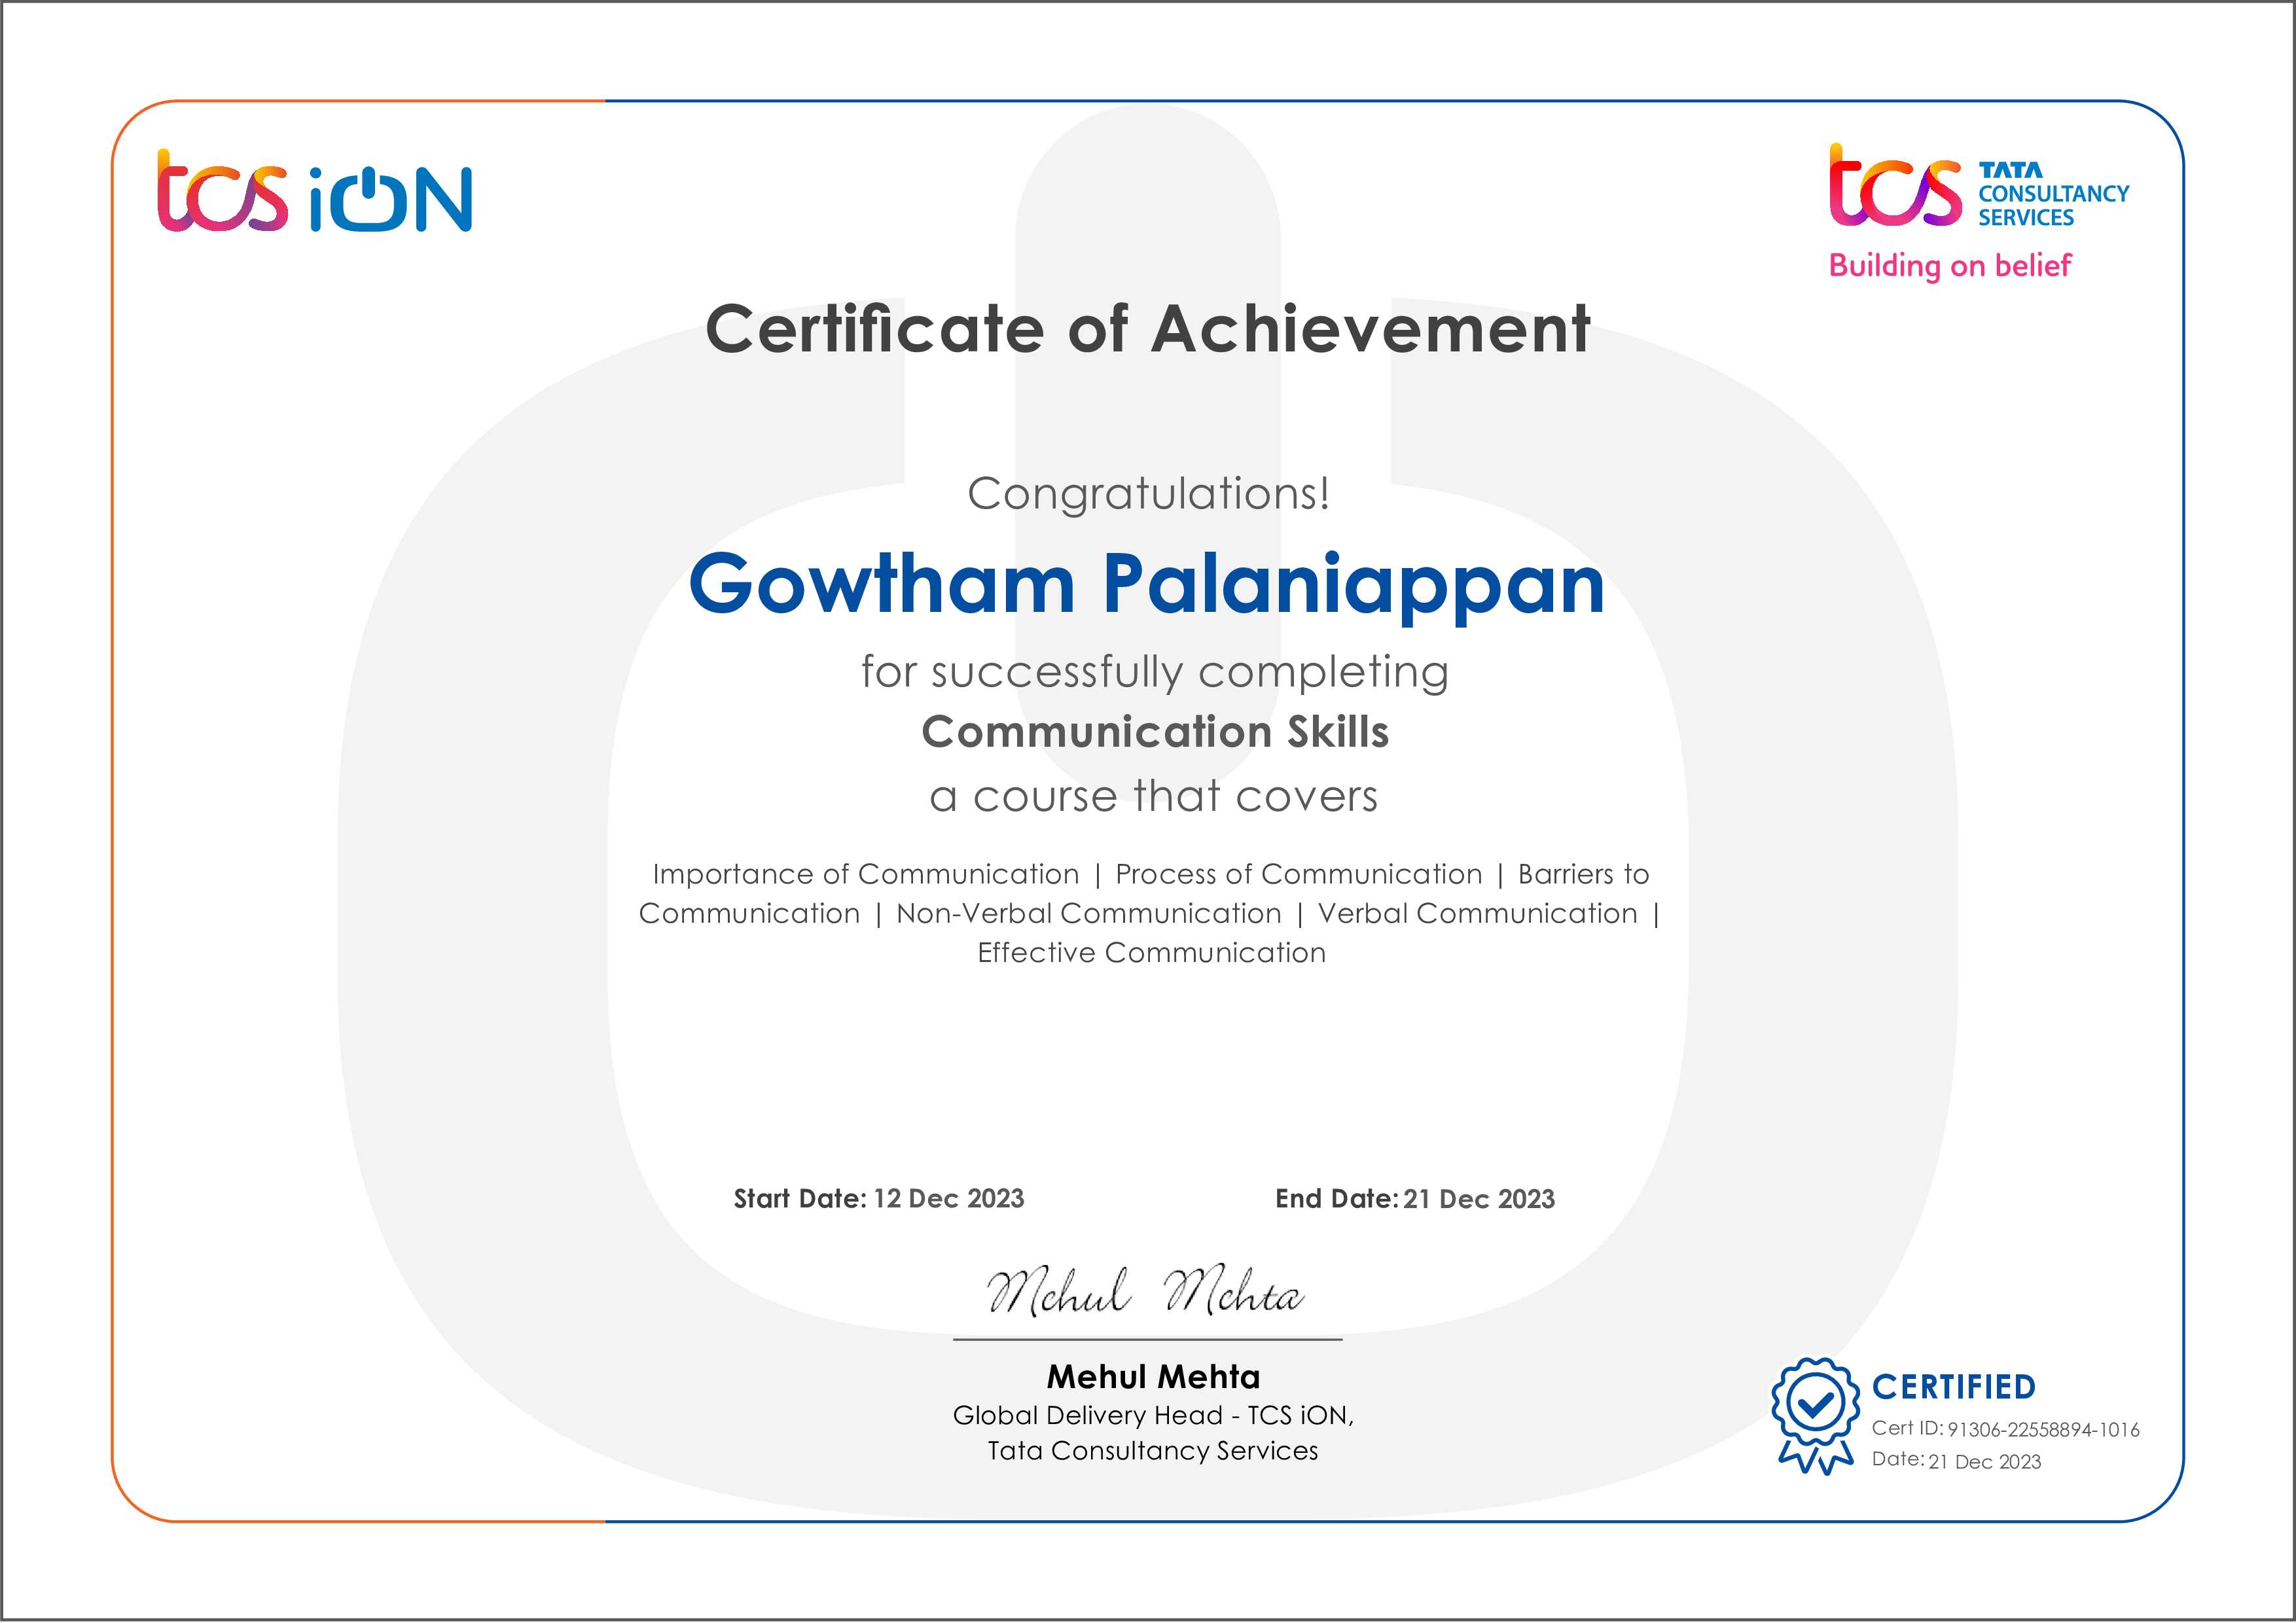 tcs iON
tcs TATA
CONSULTANCY
SERVICES
Building on belief
Certificate of Achievement
Congratulations!
Gowtham Palaniappan
for successfully completing
Communication Skills
a course that covers
Importance of Communication | Process of Communication | Barriers to
Communication | Non-Verbal Communication | Verbal Communication |
Effective Communication
Start Date: 12 Dec 2023
End Date: 21 Dec 2023
Mehul Mehta
Mehul Mehta
Global Delivery Head - TCS iON,
Tata Consultancy Services
CERTIFIED
Cert ID: 91306-22558894-1016
Date: 21 Dec 2023